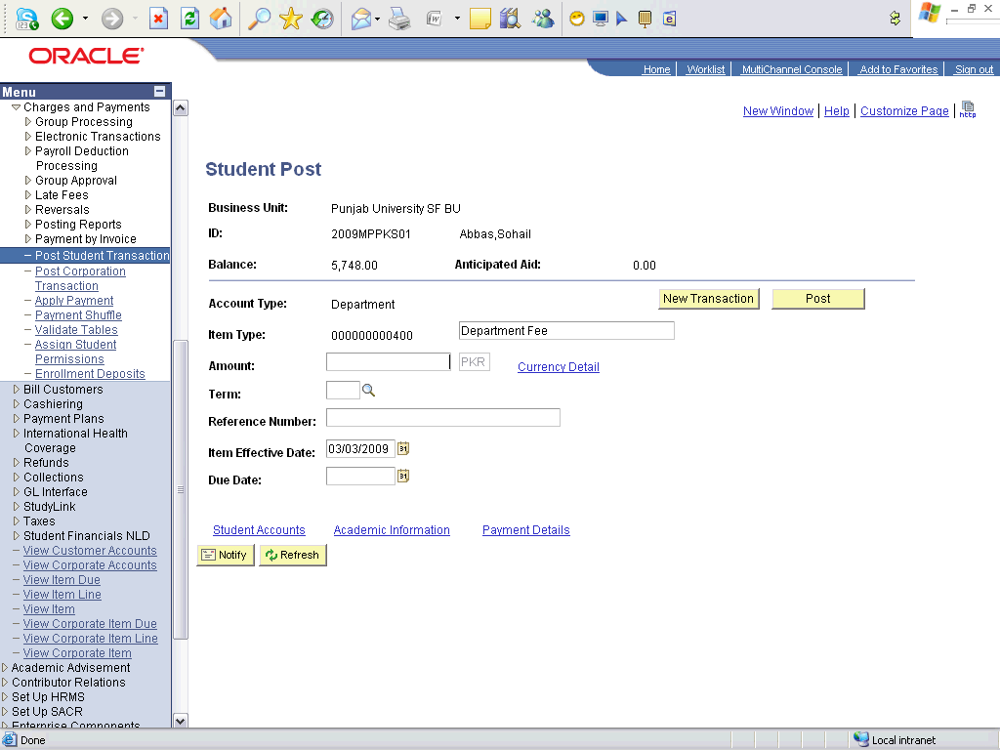 ORACLE
Home Worklist MultiChannel Console Add to Favorites Sign out
Menu
Charges and Payments
Group Processing
Electronic Transactions
Payroll Deduction
Processing
Group Approval
Late Fees
Reversals
Posting Reports
Payment by Invoice
Post Student Transaction
Post Corporation
Transaction
Apply Payment
Payment Shuffle
Validate Tables
Assign Student
Permissions
Enrollment Deposits
Bill Customers
Cashiering
Payment Plans
International Health
Coverage
Refunds
Collections
GL Interface
StudyLink
Taxes
Student Financials NLD
View Customer Accounts
View Corporate Accounts
View Item Due
View Item Line
View Item
View Corporate Item Due
View Corporate Item Line
View Corporate Item
Academic Advisement
Contributor Relations
Set Up HRMS
Set Up SACR
Enterprise Components
New Window | Help | Customize Page |
http
Student Post
Business Unit: Punjab University SF BU
ID: 2009MPPKS01 Abbas,Sohail
Balance: 5,748.00 Anticipated Aid: 0.00
Account Type: Department New Transaction Post
Item Type: 000000000400 Department Fee
Amount: PKR Currency Detail
Term:
Reference Number:
Item Effective Date: 03/03/2009 31
Due Date: 31
Student Accounts Academic Information Payment Details
Notify Refresh
Done Local intranet